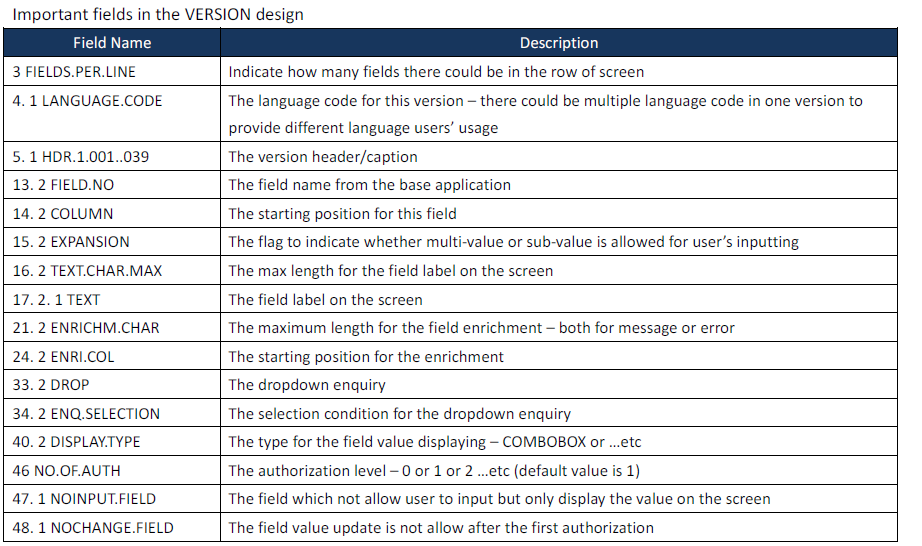 Important fields in the VERSION design
Field Name Description
3 FIELDS.PER.LINE Indicate how many fields there could be in the row of screen
4. 1 LANGUAGE.CODE The language code for this version – there could be multiple language code in one version to
provide different language users’ usage
5. 1 HDR.1.001..039 The version header/caption
13. 2 FIELD.NO The field name from the base application
14. 2 COLUMN The starting position for this field
15. 2 EXPANSION The flag to indicate whether multi-value or sub-value is allowed for user’s inputting
16. 2 TEXT.CHAR.MAX The max length for the field label on the screen
17. 2. 1 TEXT The field label on the screen
21. 2 ENRICHM.CHAR The maximum length for the field enrichment – both for message or error
24. 2 ENRI.COL The starting position for the enrichment
33. 2 DROP The dropdown enquiry
34. 2 ENQ.SELECTION The selection condition for the dropdown enquiry
40. 2 DISPLAY.TYPE The type for the field value displaying – COMBOBOX or …etc
46 NO.OF.AUTH The authorization level – 0 or 1 or 2 …etc (default value is 1)
47. 1 NOINPUT.FIELD The field which not allow user to input but only display the value on the screen
48. 1 NOCHANGE.FIELD The field value update is not allow after the first authorization